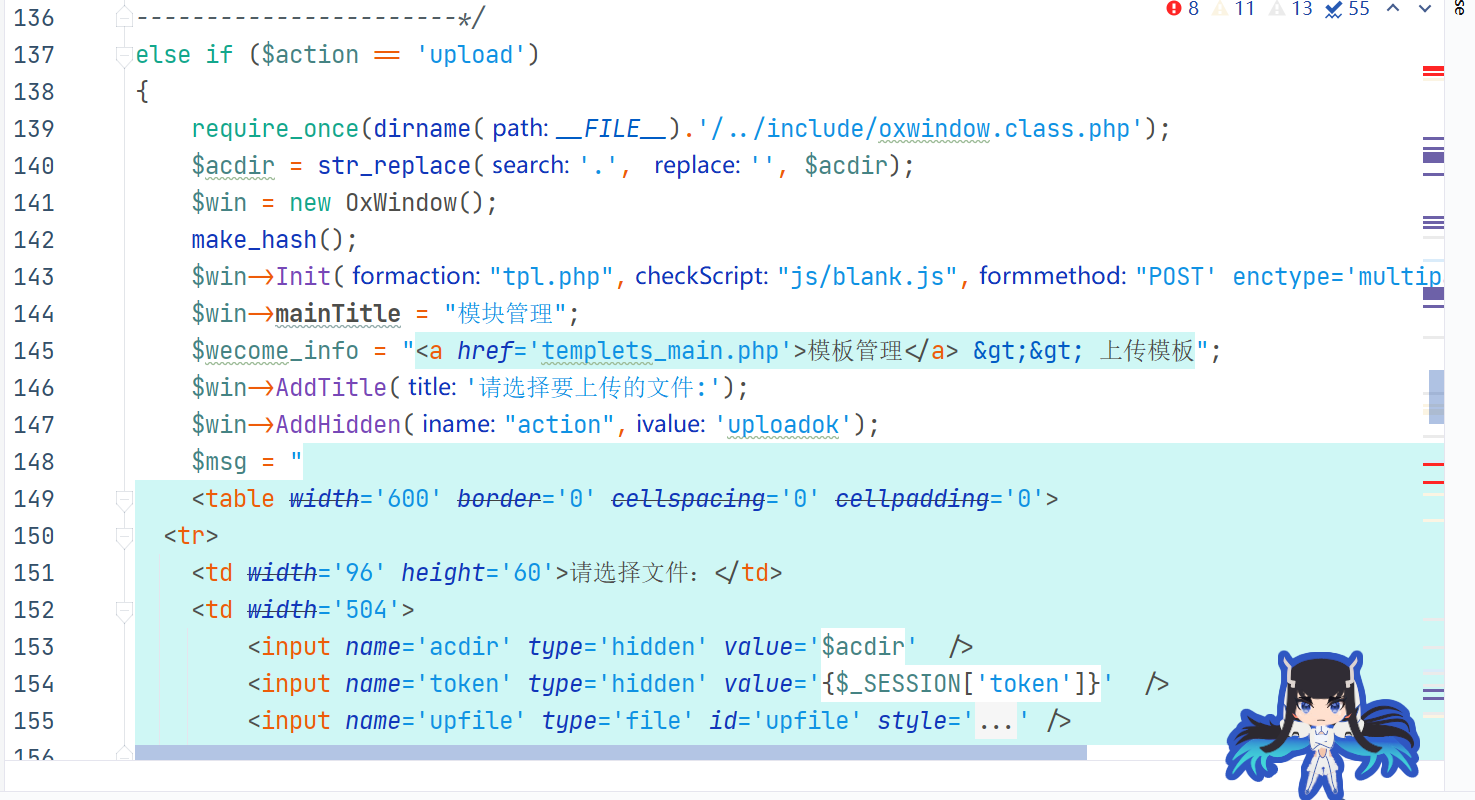 8 11 13 55
se
136 -----------------------*/
137 else if ($action == 'upload')
138 {
139 require_once(dirname( path: __FILE__).'/../include/oxwindow.class.php');
140 $acdir = str_replace( search: '.', replace: '', $acdir);
141 $win = new OxWindow();
142 make_hash();
143 $win->Init( formaction: "tpl.php", checkScript: "js/blank.js", formmethod: "POST' enctype='multip
144 $win->mainTitle = "模块管理";
145 $wecome_info = "<a href='templets_main.php'>模板管理</a> &gt;&gt; 上传模板";
146 $win->AddTitle( title: '请选择要上传的文件:');
147 $win->AddHidden( iname: "action", ivalue: 'uploadok');
148 $msg = "
149 <table width='600' border='0' cellspacing='0' cellpadding='0'>
150 <tr>
151 <td width='96' height='60'>请选择文件：</td>
152 <td width='504'>
153 <input name='acdir' type='hidden' value='$acdir' />
154 <input name='token' type='hidden' value='{$_SESSION['token']}' />
155 <input name='upfile' type='file' id='upfile' style='...' />
156